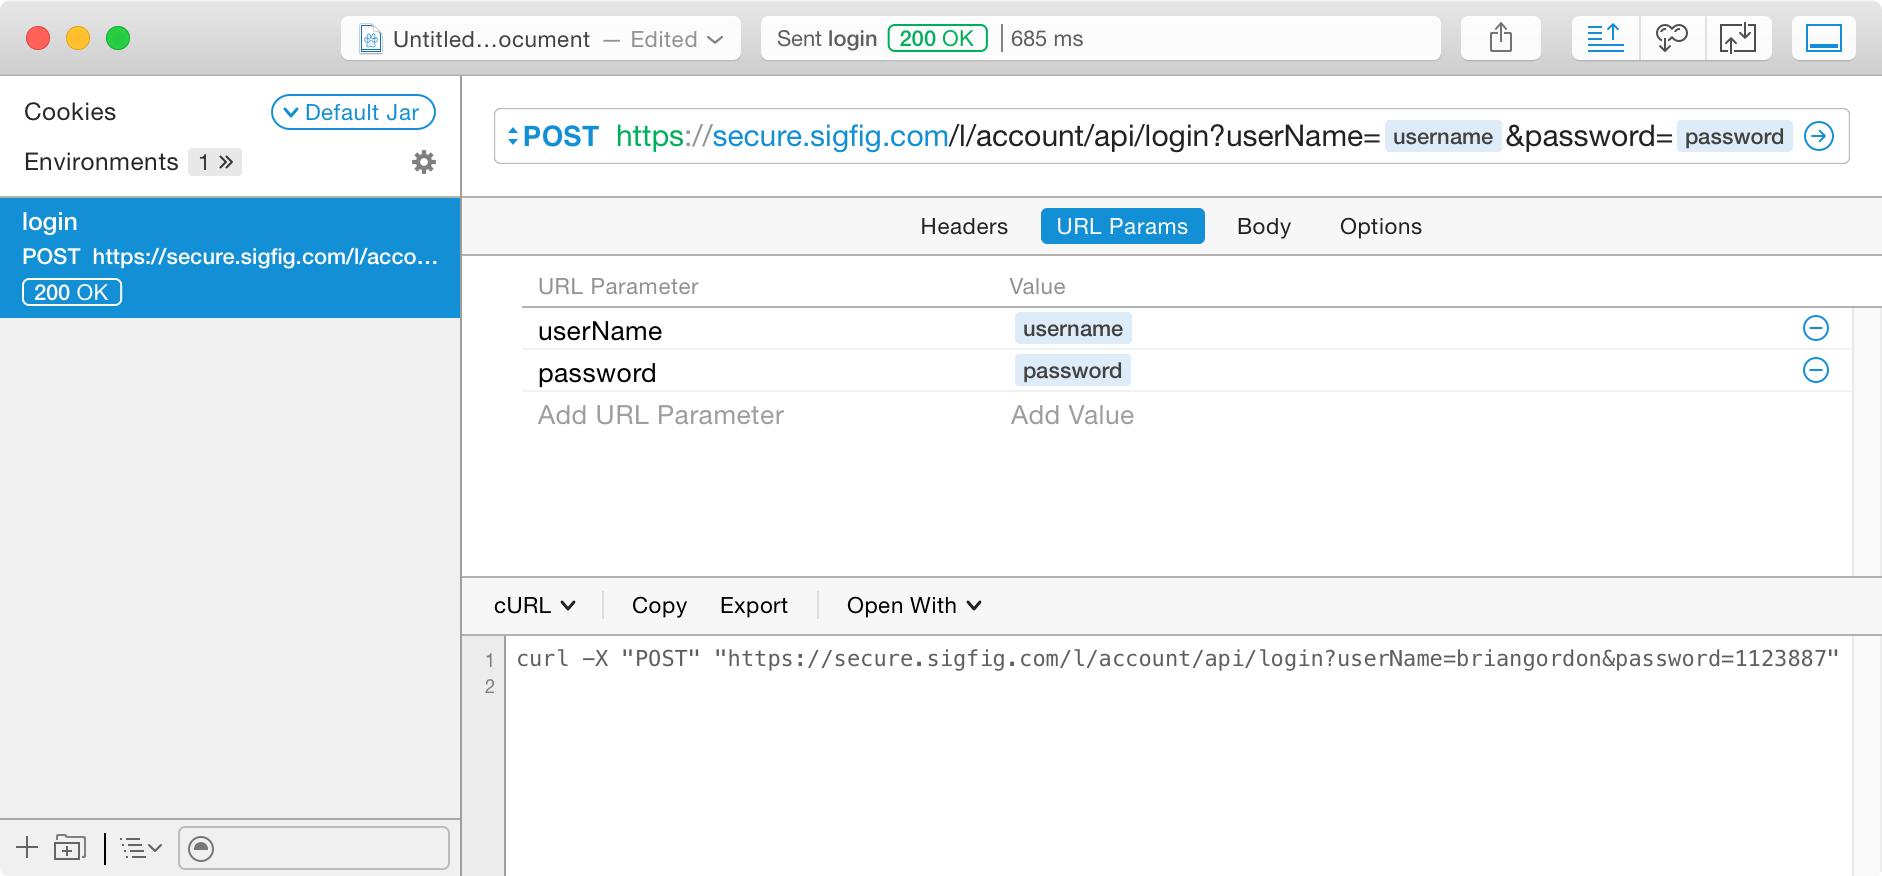 Untitled...ocument — Edited
Sent login 200 OK 685 ms
Cookies
Default Jar
Environments 1 »
login
POST https://secure.sigfig.com/l/acco...
200 OK
POST https://secure.sigfig.com/l/account/api/login?userName= username &password= password
Headers URL Params Body Options
URL Parameter Value
userName username
password password
Add URL Parameter Add Value
cURL Copy Export Open With
1 curl -X "POST" "https://secure.sigfig.com/l/account/api/login?userName=briangordon&password=1123887"
2